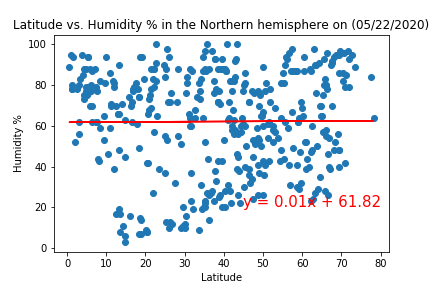 Latitude vs. Humidity % in the Northern hemisphere on (05/22/2020)
100
80
60
40
20
0
Humidity %
y = 0.01x + 61.82
0 10 20 30 40 50 60 70 80
Latitude